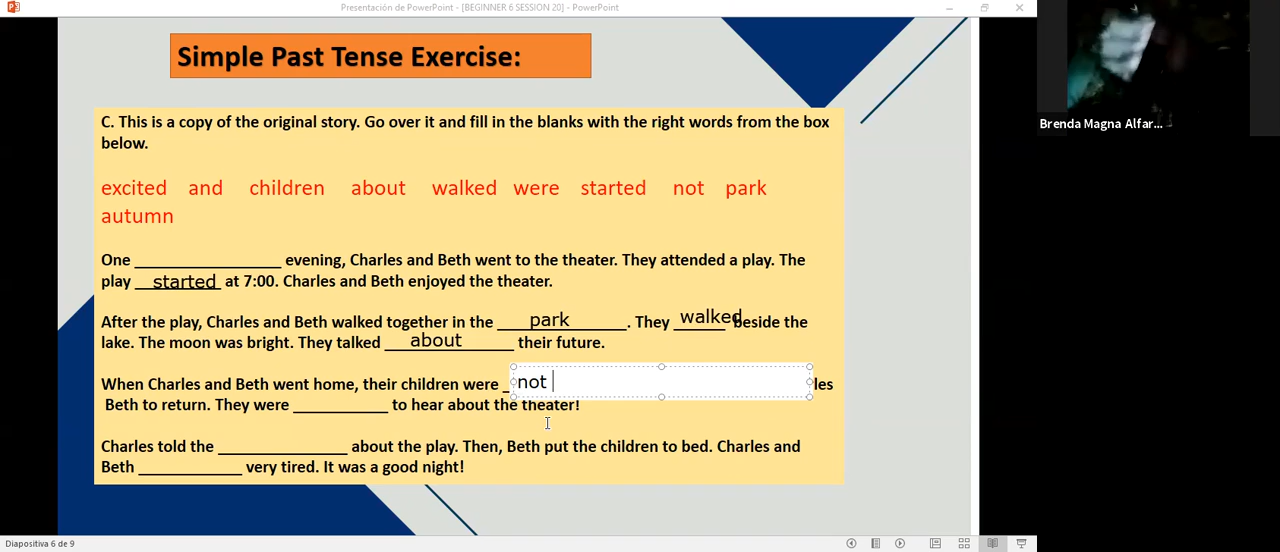 Presentación de PowerPoint - [BEGINNER 6 SESSION 20] - PowerPoint
Simple Past Tense Exercise:
C. This is a copy of the original story. Go over it and fill in the blanks with the right words from the box
below.
excited and children about walked were started not park
autumn
One ________________ evening, Charles and Beth went to the theater. They attended a play. The
play started at 7:00. Charles and Beth enjoyed the theater.
After the play, Charles and Beth walked together in the park. They walked beside the
lake. The moon was bright. They talked about their future.
When Charles and Beth went home, their children were _not les
Beth to return. They were ___________ to hear about the theater!
Charles told the ______________ about the play. Then, Beth put the children to bed. Charles and
Beth ____________ very tired. It was a good night!
Diapositiva 6 de 9
Brenda Magna Alfar...